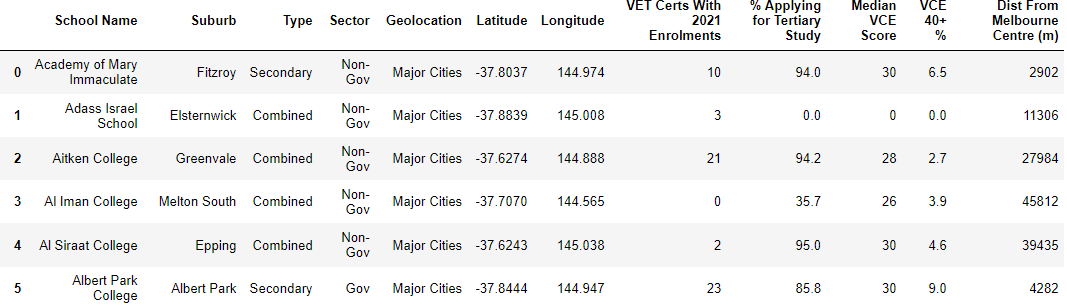 School Name Suburb Type Sector Geolocation Latitude Longitude VET Certs With 2021 Enrolments % Applying for Tertiary Study Median VCE Score VCE 40+ % Dist From Melbourne Centre (m)
0 Academy of Mary Immaculate Fitzroy Secondary Non-Gov Major Cities -37.8037 144.974 10 94.0 30 6.5 2902
1 Adass Israel School Elsternwick Combined Non-Gov Major Cities -37.8839 145.008 3 0.0 0 0.0 11306
2 Aitken College Greenvale Combined Non-Gov Major Cities -37.6274 144.888 21 94.2 28 2.7 27984
3 Al Iman College Melton South Combined Non-Gov Major Cities -37.7070 144.565 0 35.7 26 3.9 45812
4 Al Siraat College Epping Combined Non-Gov Major Cities -37.6243 145.038 2 95.0 30 4.6 39435
5 Albert Park College Albert Park Secondary Gov Major Cities -37.8444 144.947 23 85.8 30 9.0 4282